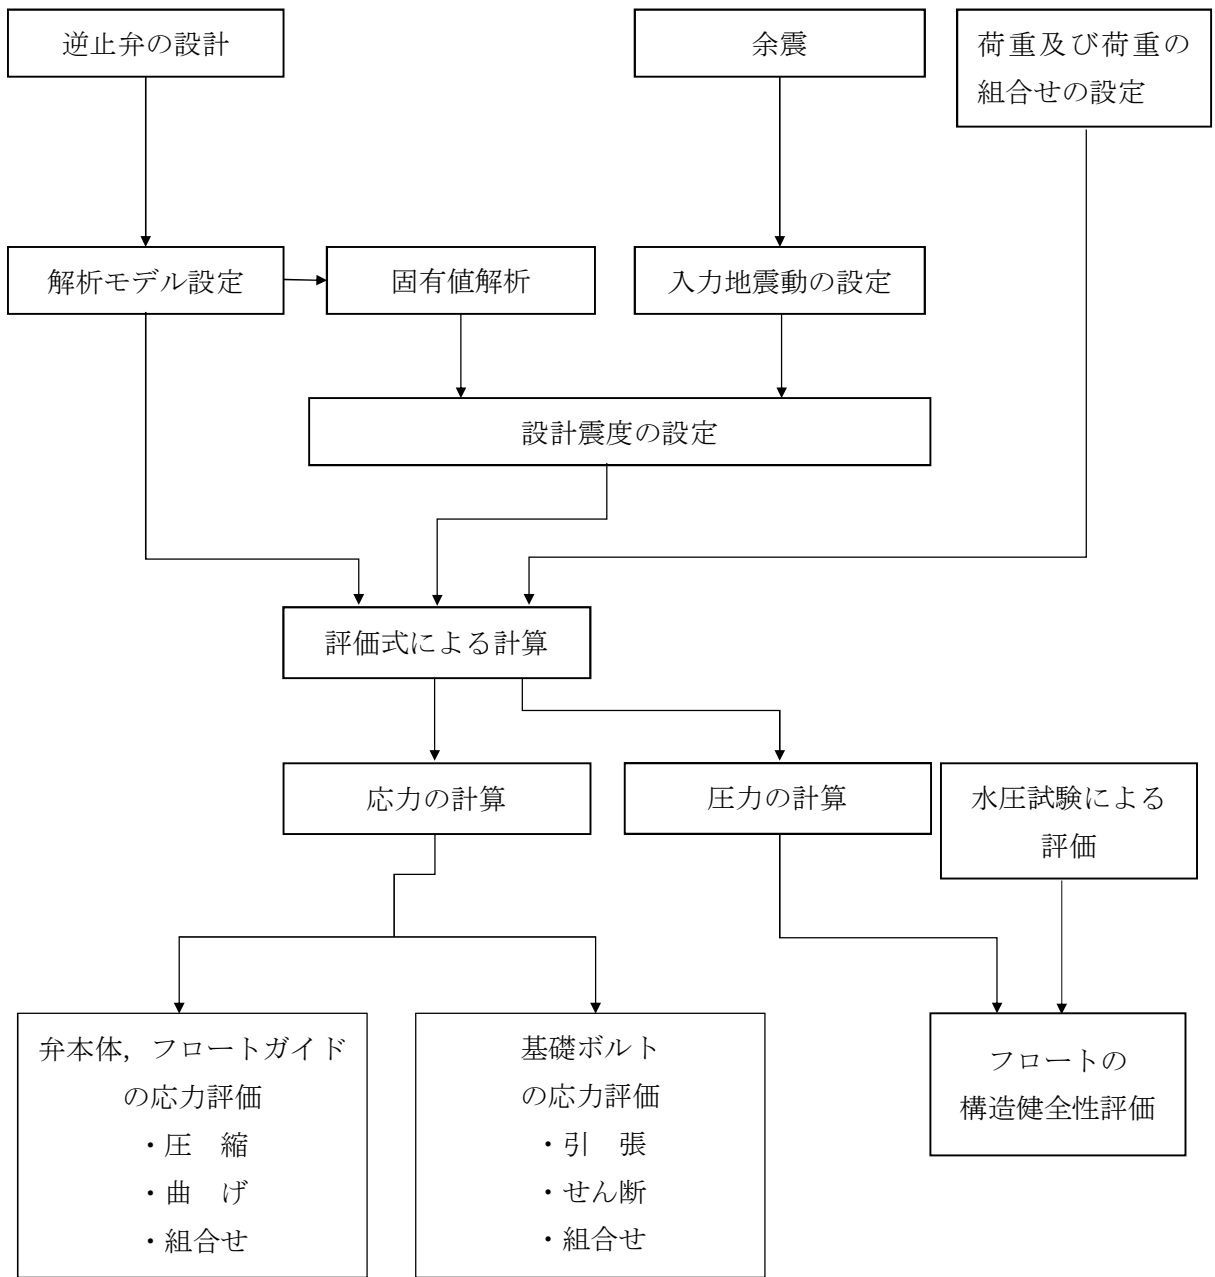 逆止弁の設計
余震
荷重及び荷重の
組合せの設定
解析モデル設定
固有値解析
入力地震動の設定
設計震度の設定
評価式による計算
応力の計算
圧力の計算
水圧試験による
評価
弁本体，フロートガイド
の応力評価
・圧　縮
・曲　げ
・組合せ
基礎ボルト
の応力評価
・引　張
・せん断
・組合せ
フロートの
構造健全性評価